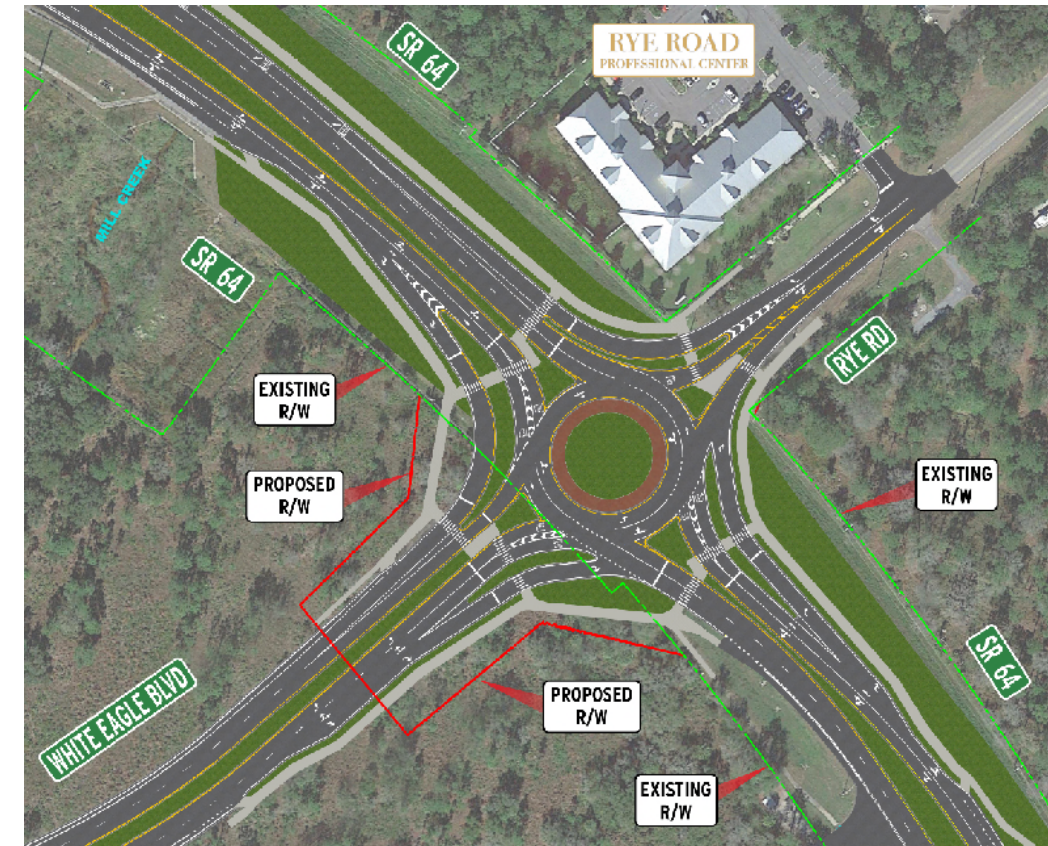 SR 64
RYE ROAD
PROFESSIONAL CENTER
MILL CREEK
SR 64
RYE RD
EXISTING
R/W
PROPOSED
R/W
EXISTING
R/W
SR 64
WHITE EAGLE BLVD
PROPOSED
R/W
EXISTING
R/W